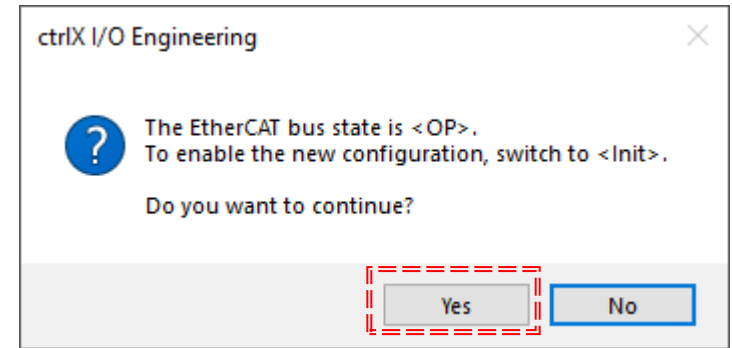 ctrlX I/O Engineering
?
The EtherCAT bus state is <OP>.
To enable the new configuration, switch to <Init>.
Do you want to continue?
Yes
No